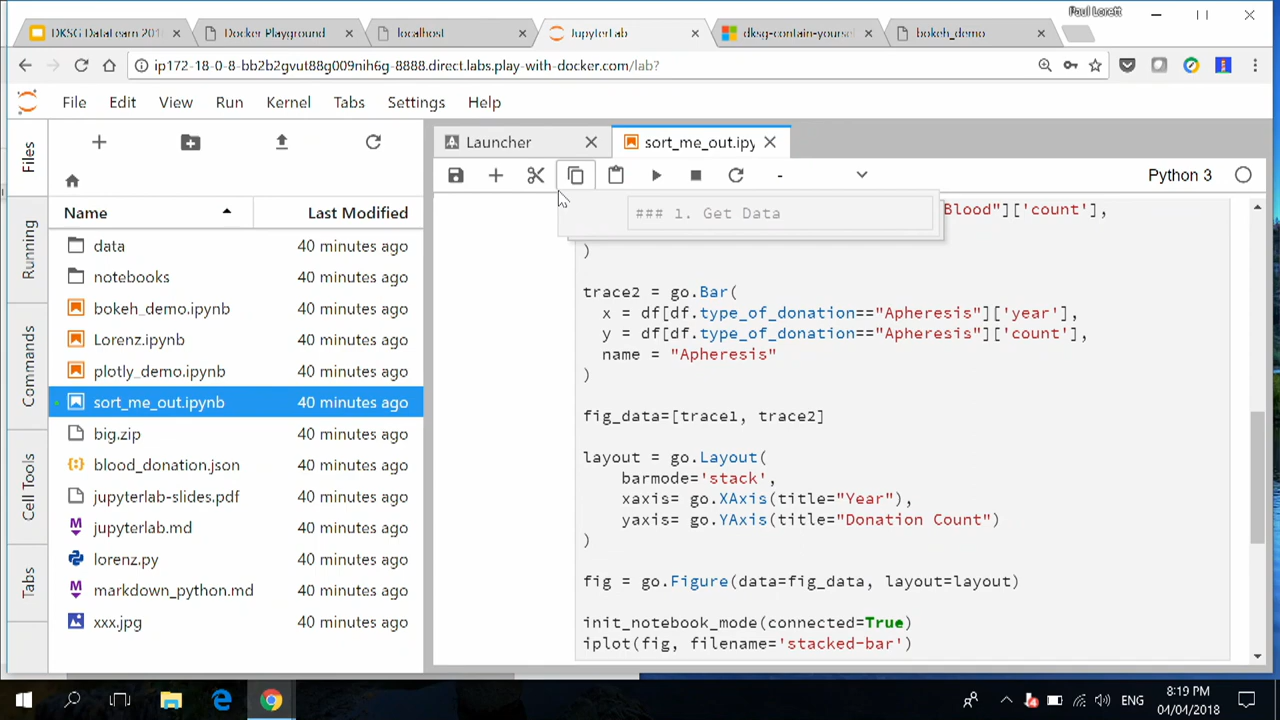 Paul Lorett
DKSG DataLearn 201
Docker Playground
localhost
JupyterLab
dksg-contain-yoursel
bokeh_demo
ip172-18-0-8-bb2b2gvut88g009nih6g-8888.direct.labs.play-with-docker.com/lab?
File Edit View Run Kernel Tabs Settings Help
Files
Running
Commands
Cell Tools
Tabs
Name Last Modified
data 40 minutes ago
notebooks 40 minutes ago
bokeh_demo.ipynb 40 minutes ago
Lorenz.ipynb 40 minutes ago
plotly_demo.ipynb 40 minutes ago
sort_me_out.ipynb 40 minutes ago
big.zip 40 minutes ago
blood_donation.json 40 minutes ago
jupyterlab-slides.pdf 40 minutes ago
jupyterlab.md 40 minutes ago
lorenz.py 40 minutes ago
markdown_python.md 40 minutes ago
xxx.jpg 40 minutes ago
Launcher
sort_me_out.ipy
- Python 3
### 1. Get Data
Blood"]['count'],
)
trace2 = go.Bar(
x = df[df.type_of_donation=="Apheresis"]['year'],
y = df[df.type_of_donation=="Apheresis"]['count'],
name = "Apheresis"
)
fig_data=[trace1, trace2]
layout = go.Layout(
barmode='stack',
xaxis= go.XAxis(title="Year"),
yaxis= go.YAxis(title="Donation Count")
)
fig = go.Figure(data=fig_data, layout=layout)
init_notebook_mode(connected=True)
iplot(fig, filename='stacked-bar')
ENG
8:19 PM
04/04/2018